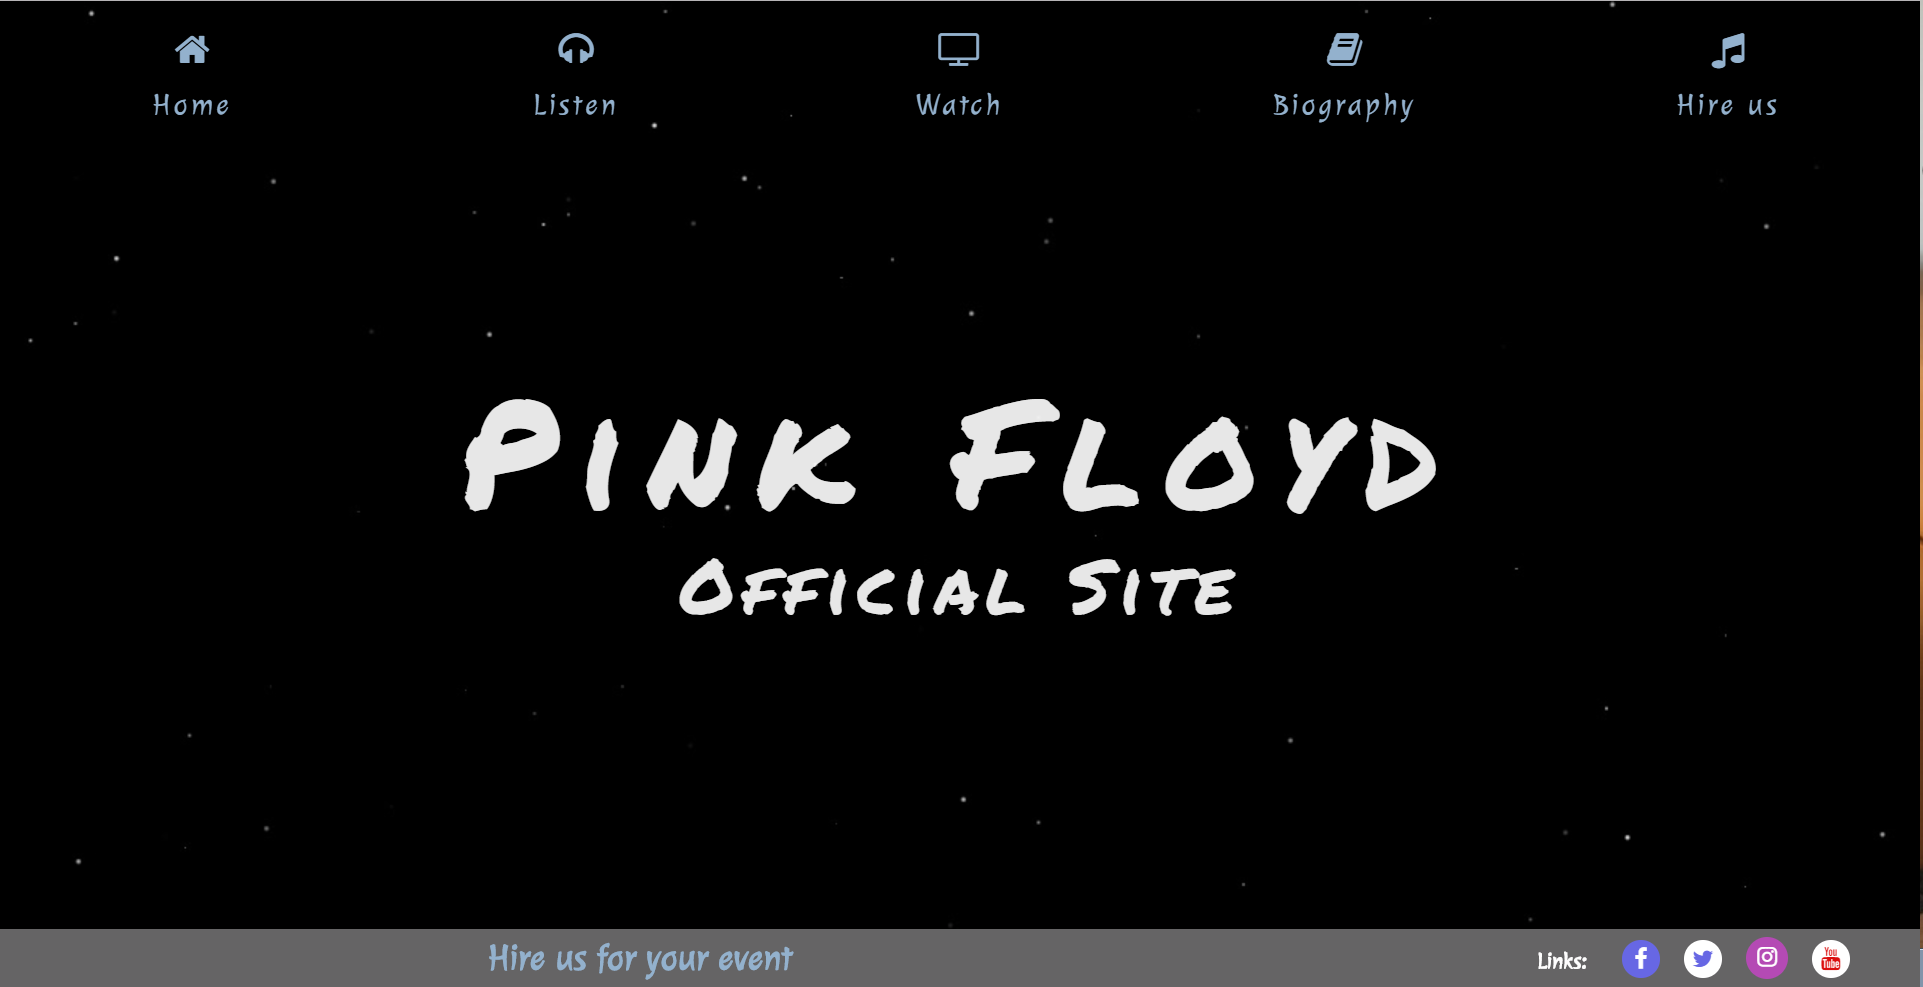 Home
Listen
Watch
Biography
Hire us
Pink Floyd
Official Site
Hire us for your event
Links:
You
Tube